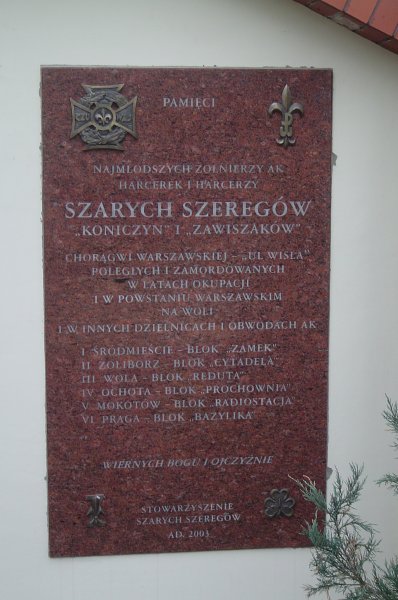 PAMIĘCI
NAJMŁODSZYCH ŻOŁNIERZY AK
HARCEREK I HARCERZY
SZARYCH SZEREGÓW
„KONICZYN” I „ZAWISZAKÓW”
CHORĄGWI WARSZAWSKIEJ – „UL WISŁA”
POLEGŁYCH I ZAMORDOWANYCH
W LATACH OKUPACJI
I W POWSTANIU WARSZAWSKIM
NA WOLI
I W INNYCH DZIELNICACH I OBWODACH AK
I ŚRÓDMIEŚCIE – BLOK „ZAMEK”
II ŻOLIBORZ – BLOK „CYTADELA”
III WOLA – BLOK „REDUTA”
IV OCHOTA – BLOK „PROCHOWNIA”
V MOKOTÓW – BLOK „RADIOSTACJA”
VI PRAGA – BLOK „BAZYLIKA”
WIERNYCH BOGU I OJCZYŹNIE
STOWARZYSZENIE
SZARYCH SZEREGÓW
AD. 2003